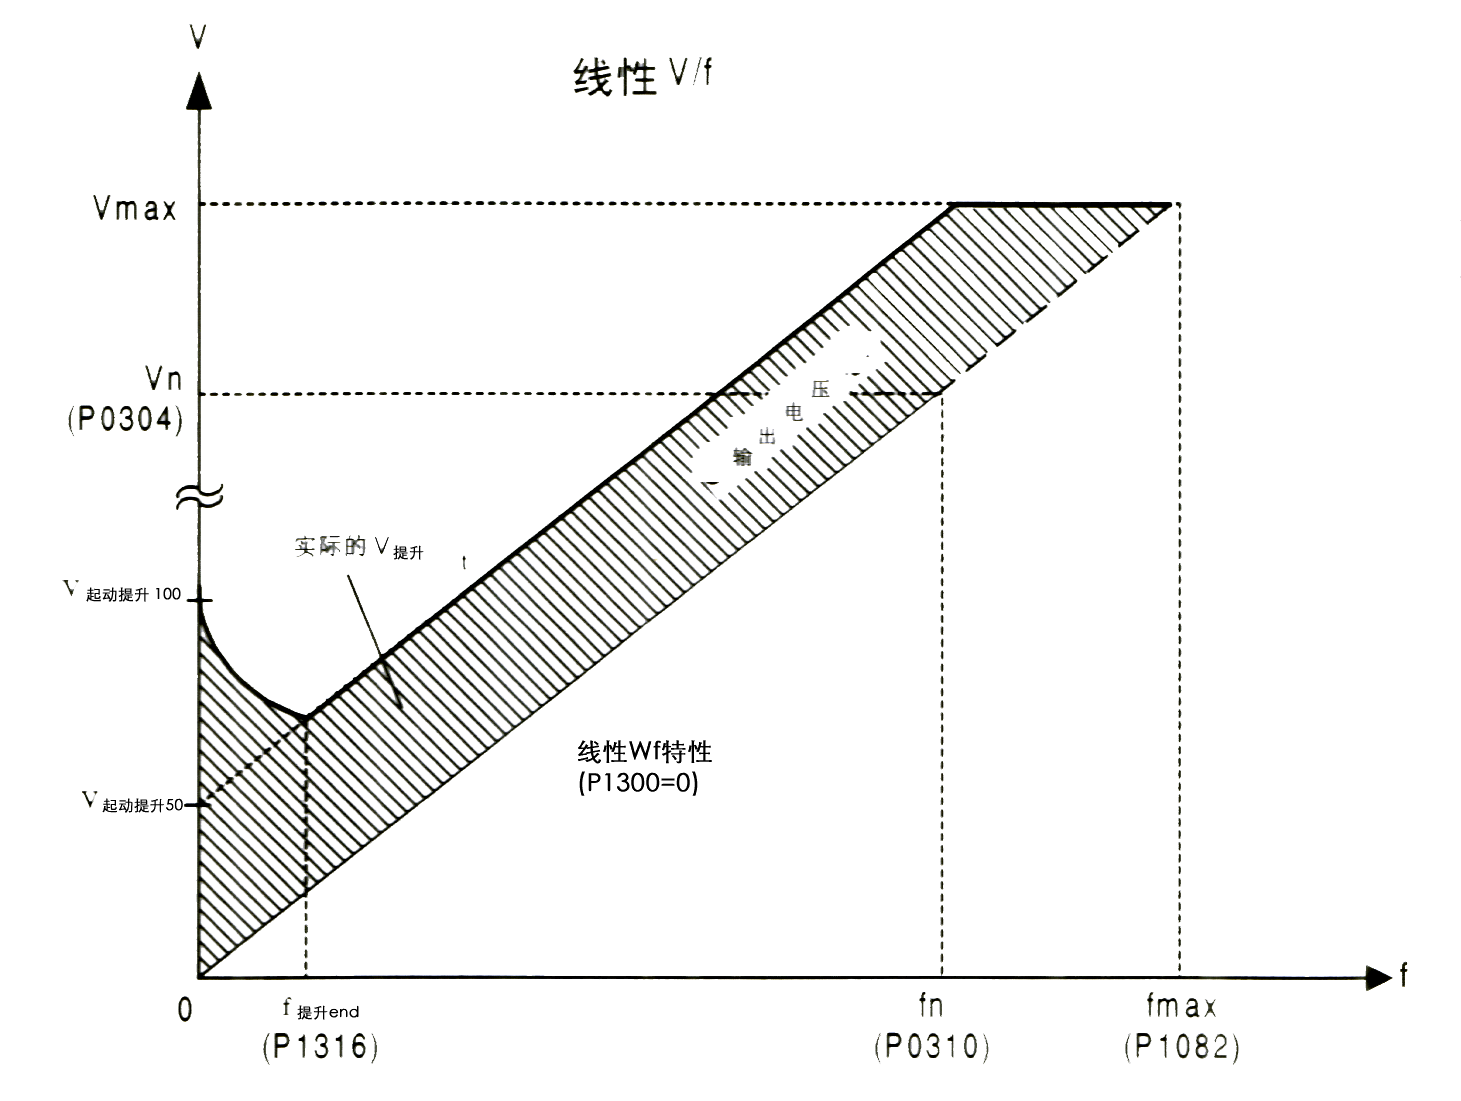 V
线性 V/f
Vmax
Vn
(P0304)
实际的 V提升
t
V 起动提升 100
输出电压
线性Wf特性
(P1300=0)
V 起动提升50
f
0
f 提升end
fn
fmax
(P1316)
(P0310)
(P1082)